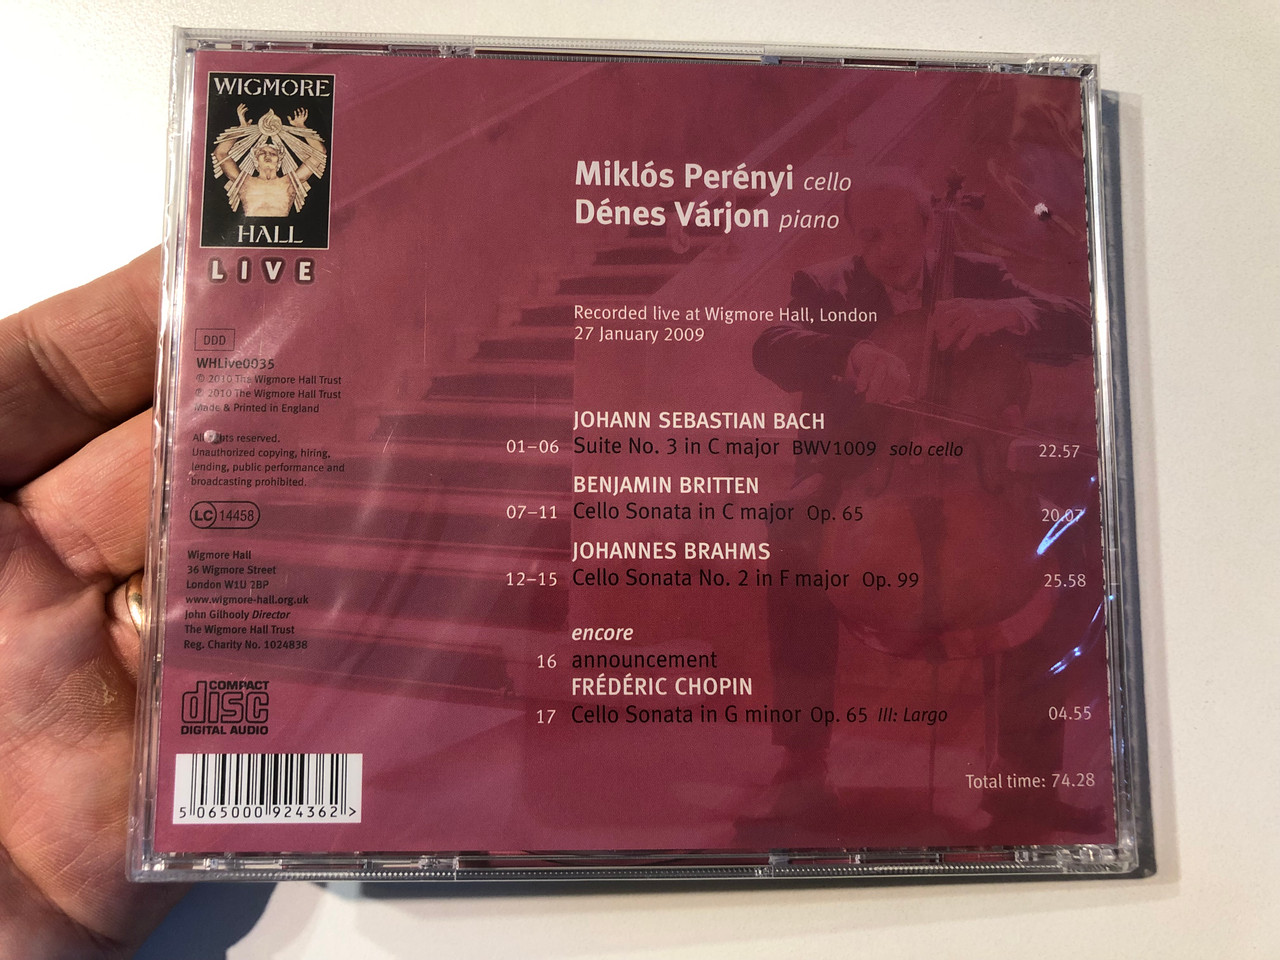 WIGMORE
HALL
LIVE
Miklós Perényi cello
Dénes Várjon piano
Recorded live at Wigmore Hall, London
27 January 2009
JOHANN SEBASTIAN BACH
01–06 Suite No. 3 in C major BWV1009 solo cello 22.57
BENJAMIN BRITTEN
07–11 Cello Sonata in C major Op. 65 20.07
JOHANNES BRAHMS
12–15 Cello Sonata No. 2 in F major Op. 99 25.58
encore
16 announcement
FRÉDÉRIC CHOPIN
17 Cello Sonata in G minor Op. 65 III: Largo 04.55
Total time: 74.28
DDD
WHLive0035
© 2010 The Wigmore Hall Trust
℗ 2010 The Wigmore Hall Trust
Made & Printed in England
All rights reserved.
Unauthorized copying, hiring,
lending, public performance and
broadcasting prohibited.
LC 14458
Wigmore Hall
36 Wigmore Street
London W1U 2BP
www.wigmore-hall.org.uk
John Gilhooly Director
The Wigmore Hall Trust
Reg. Charity No. 1024838
COMPACT
disc
DIGITAL AUDIO
5 065000 924362 >